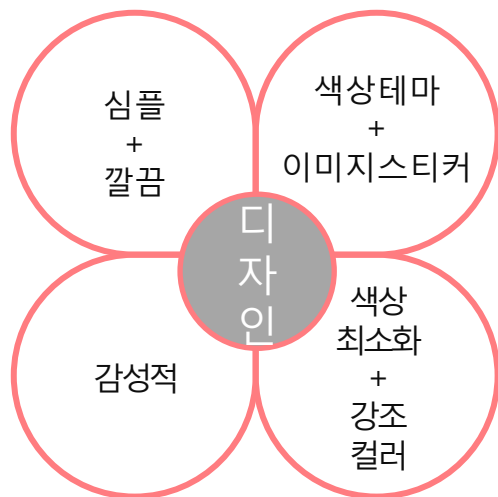 심플
+
깔끔
색상테마
+
이미지스티커
디
자
인
감성적
색상
최소화
+
강조
컬러